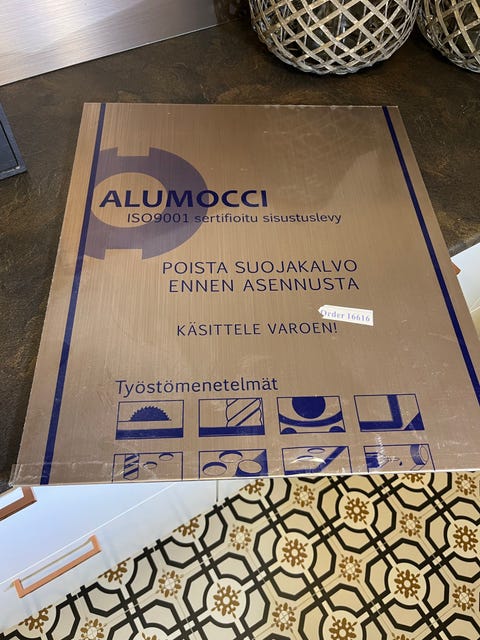 ALUMOCCI
ISO9001 sertifioitu sisustuslevy
POISTA SUOJAKALVO
ENNEN ASENNUSTA
Order 16616
KÄSITTELE VAROEN!
Työstömenetelmät